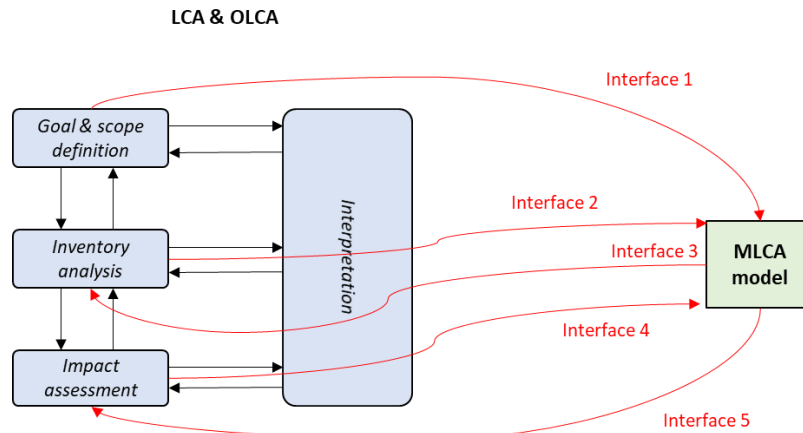 LCA & OLCA
Interface 1
Goal & scope
definition
Interpretation
Interface 2
Inventory
analysis
Interface 3
MLCA
model
Interface 4
Impact
assessment
Interface 5